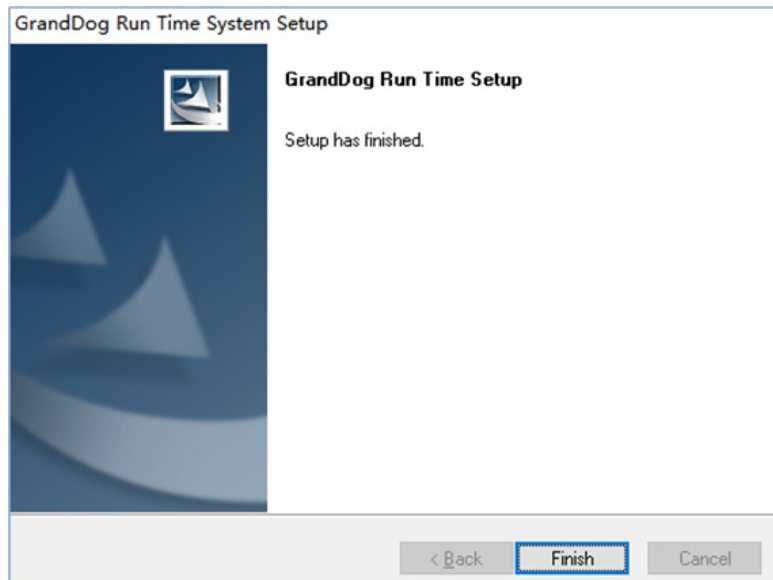 GrandDog Run Time System Setup
GrandDog Run Time Setup
Setup has finished.
< Back
Finish
Cancel